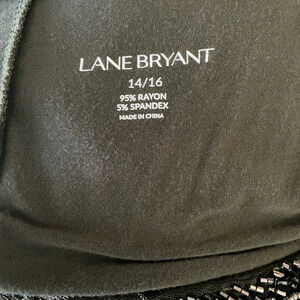 LANE BRYANT
14/16
95% RAYON
5% SPANDEX
MADE IN CHINA